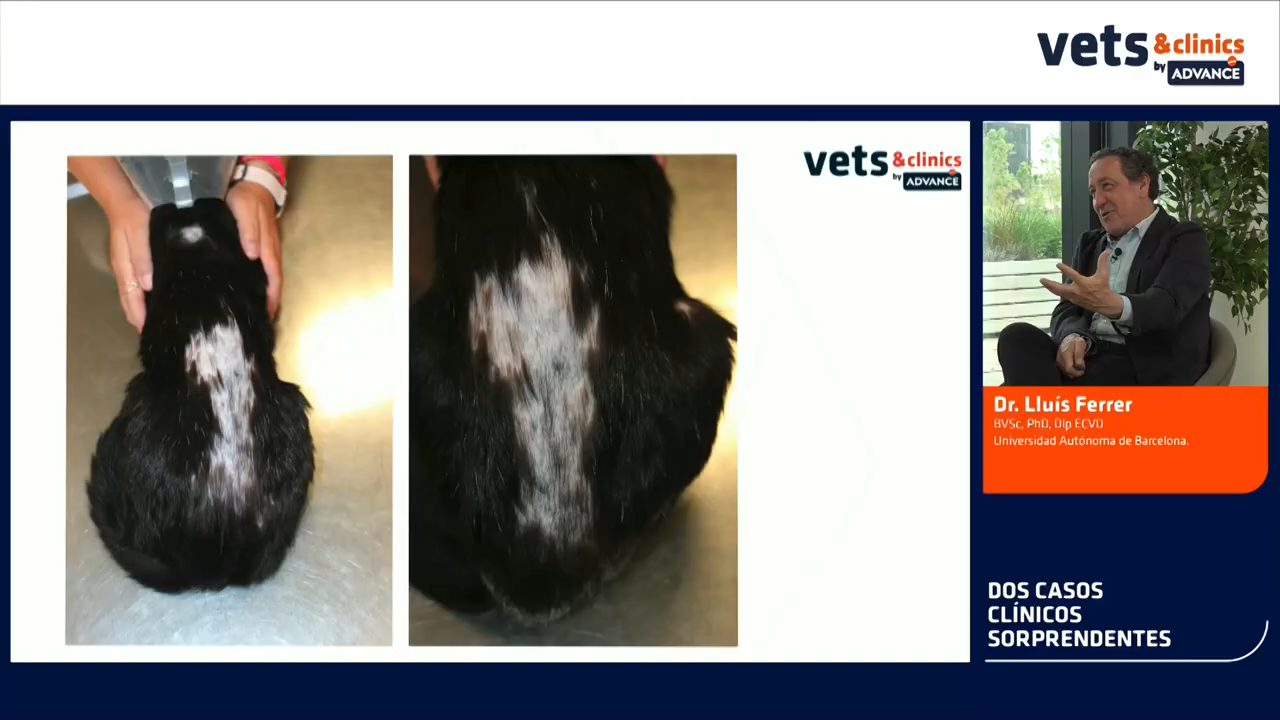 vets &clinics
by ADVANCE
vets &clinics
by ADVANCE
Dr. Lluís Ferrer
BVSc, PhD, Dip ECVD
Universidad Autónoma de Barcelona.
DOS CASOS
CLÍNICOS
SORPRENDENTES